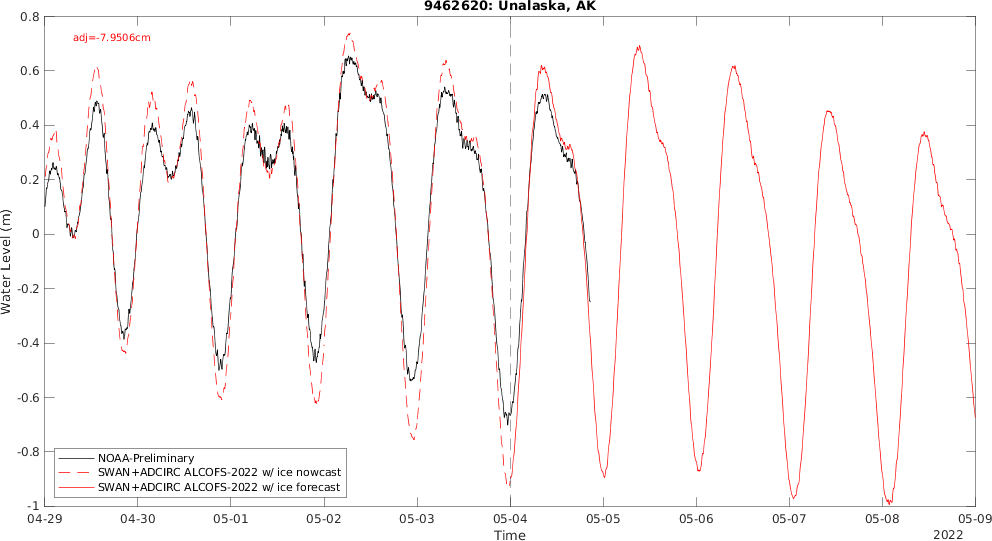 9462620: Unalaska, AK
adj=-7.9506cm
0.8
0.6
0.4
0.2
0
-0.2
-0.4
-0.6
-0.8
-1
Water Level (m)
NOAA-Preliminary
SWAN+ADCIRC ALCOFS-2022 w/ ice nowcast
SWAN+ADCIRC ALCOFS-2022 w/ ice forecast
04-29 04-30 05-01 05-02 05-03 05-04 05-05 05-06 05-07 05-08 05-09
Time
2022